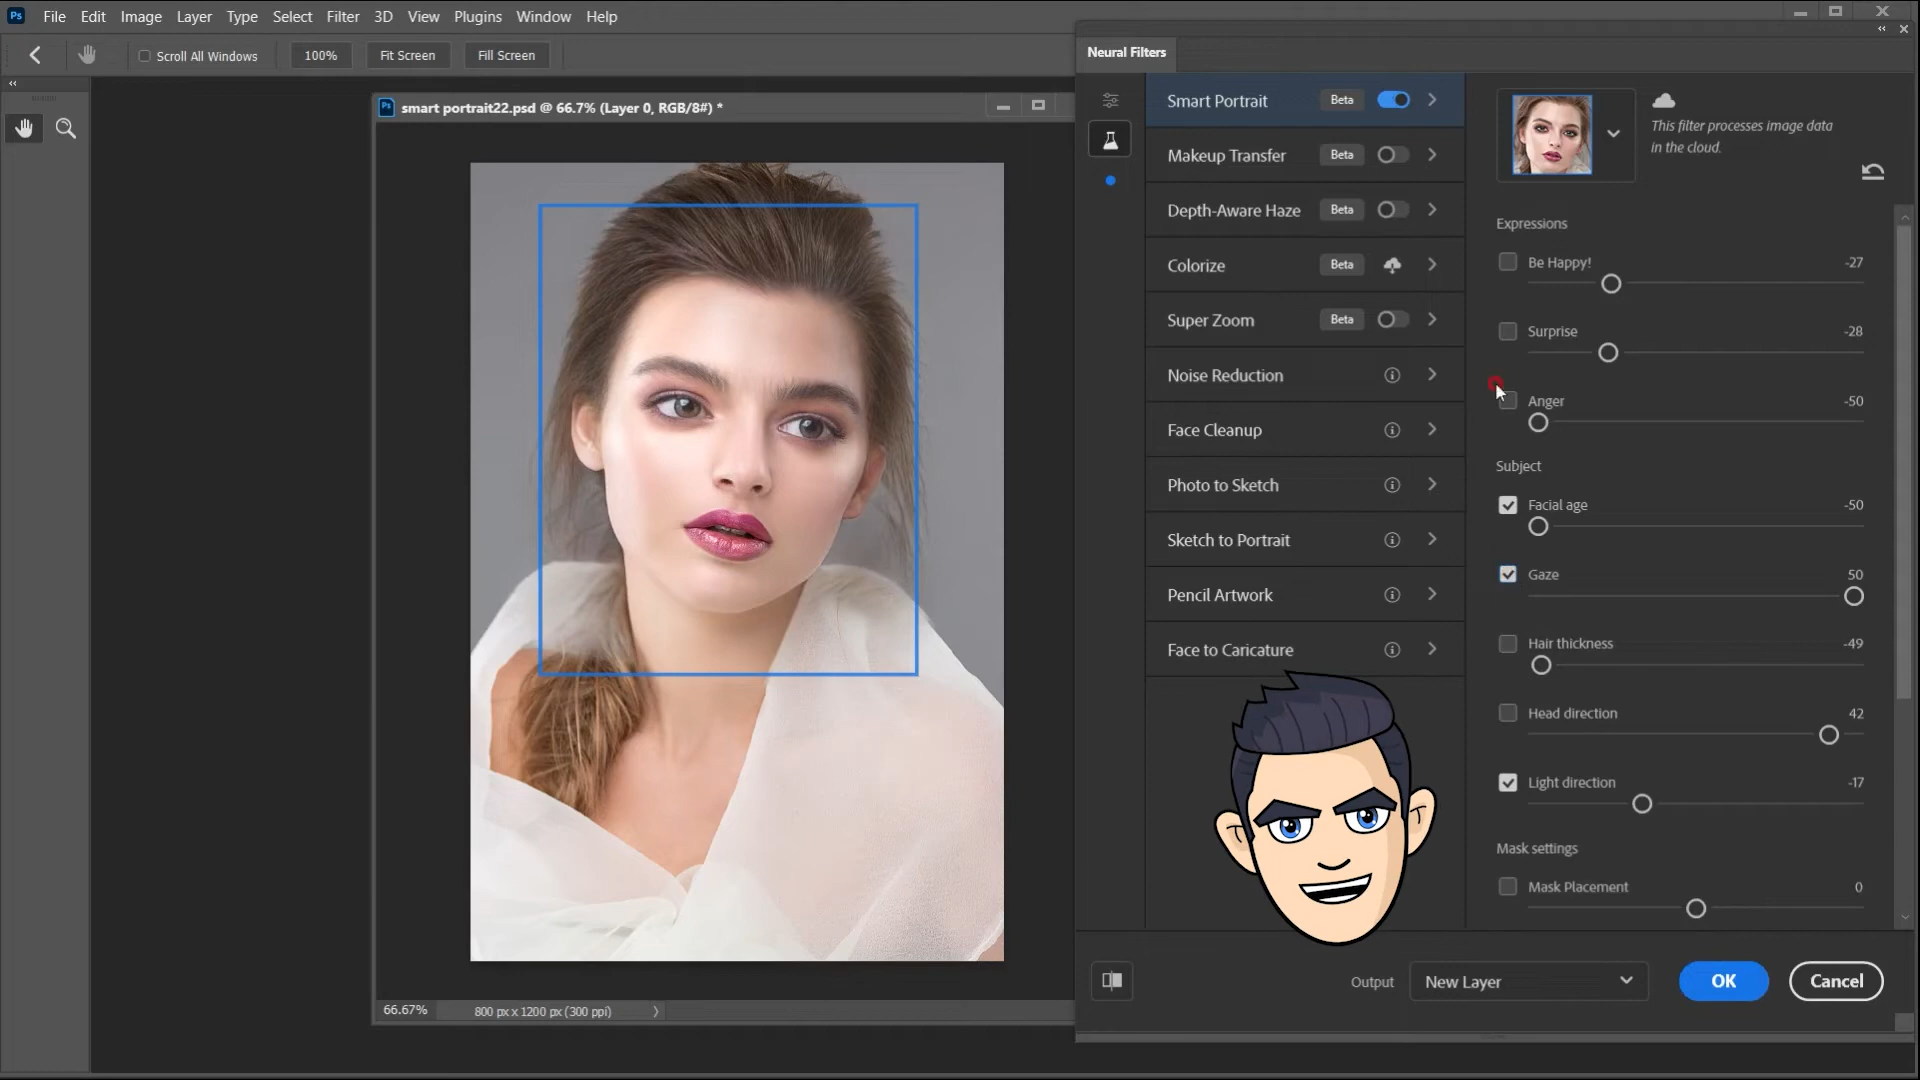 Ps File Edit Image Layer Type Select Filter 3D View Plugins Window Help
Scroll All Windows 100% Fit Screen Fill Screen
Ps smart portrait22.psd @ 66.7% (Layer 0, RGB/8#) *
66.67% 800 px x 1200 px (300 ppi)
Neural Filters
Smart Portrait Beta
Makeup Transfer Beta
Depth-Aware Haze Beta
Colorize Beta
Super Zoom Beta
Noise Reduction
Face Cleanup
Photo to Sketch
Sketch to Portrait
Pencil Artwork
Face to Caricature
This filter processes image data
in the cloud.
Expressions
Be Happy! -27
Surprise -28
Anger -50
Subject
Facial age -50
Gaze 50
Hair thickness -49
Head direction 42
Light direction -17
Mask settings
Mask Placement 0
Output New Layer OK Cancel